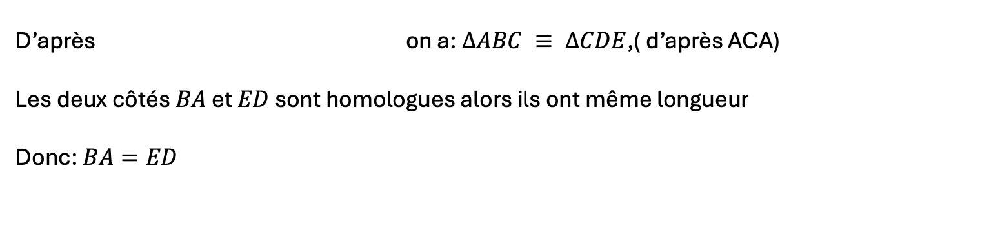 D’après on a: ΔABC ≡ ΔCDE,( d’après ACA)
Les deux côtés BA et ED sont homologues alors ils ont même longueur
Donc: BA = ED